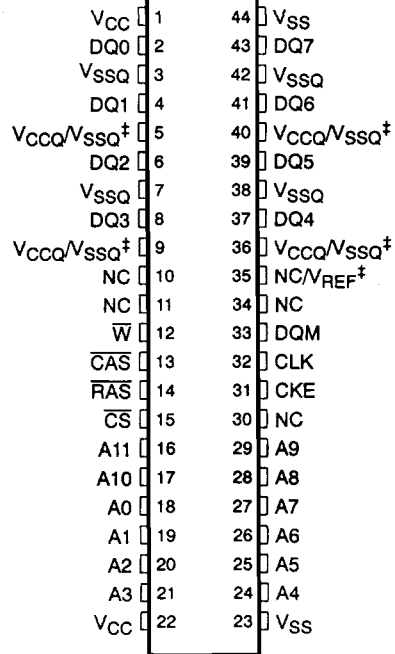 VCC 1 44 VSS
DQ0 2 43 DQ7
VSSQ 3 42 VSSQ
DQ1 4 41 DQ6
VCCQ/VSSQ‡ 5 40 VCCQ/VSSQ‡
DQ2 6 39 DQ5
VSSQ 7 38 VSSQ
DQ3 8 37 DQ4
VCCQ/VSSQ‡ 9 36 VCCQ/VSSQ‡
NC 10 35 NC/VREF‡
NC 11 34 NC
W̅ 12 33 DQM
C̅A̅S̅ 13 32 CLK
R̅A̅S̅ 14 31 CKE
C̅S̅ 15 30 NC
A11 16 29 A9
A10 17 28 A8
A0 18 27 A7
A1 19 26 A6
A2 20 25 A5
A3 21 24 A4
VCC 22 23 VSS